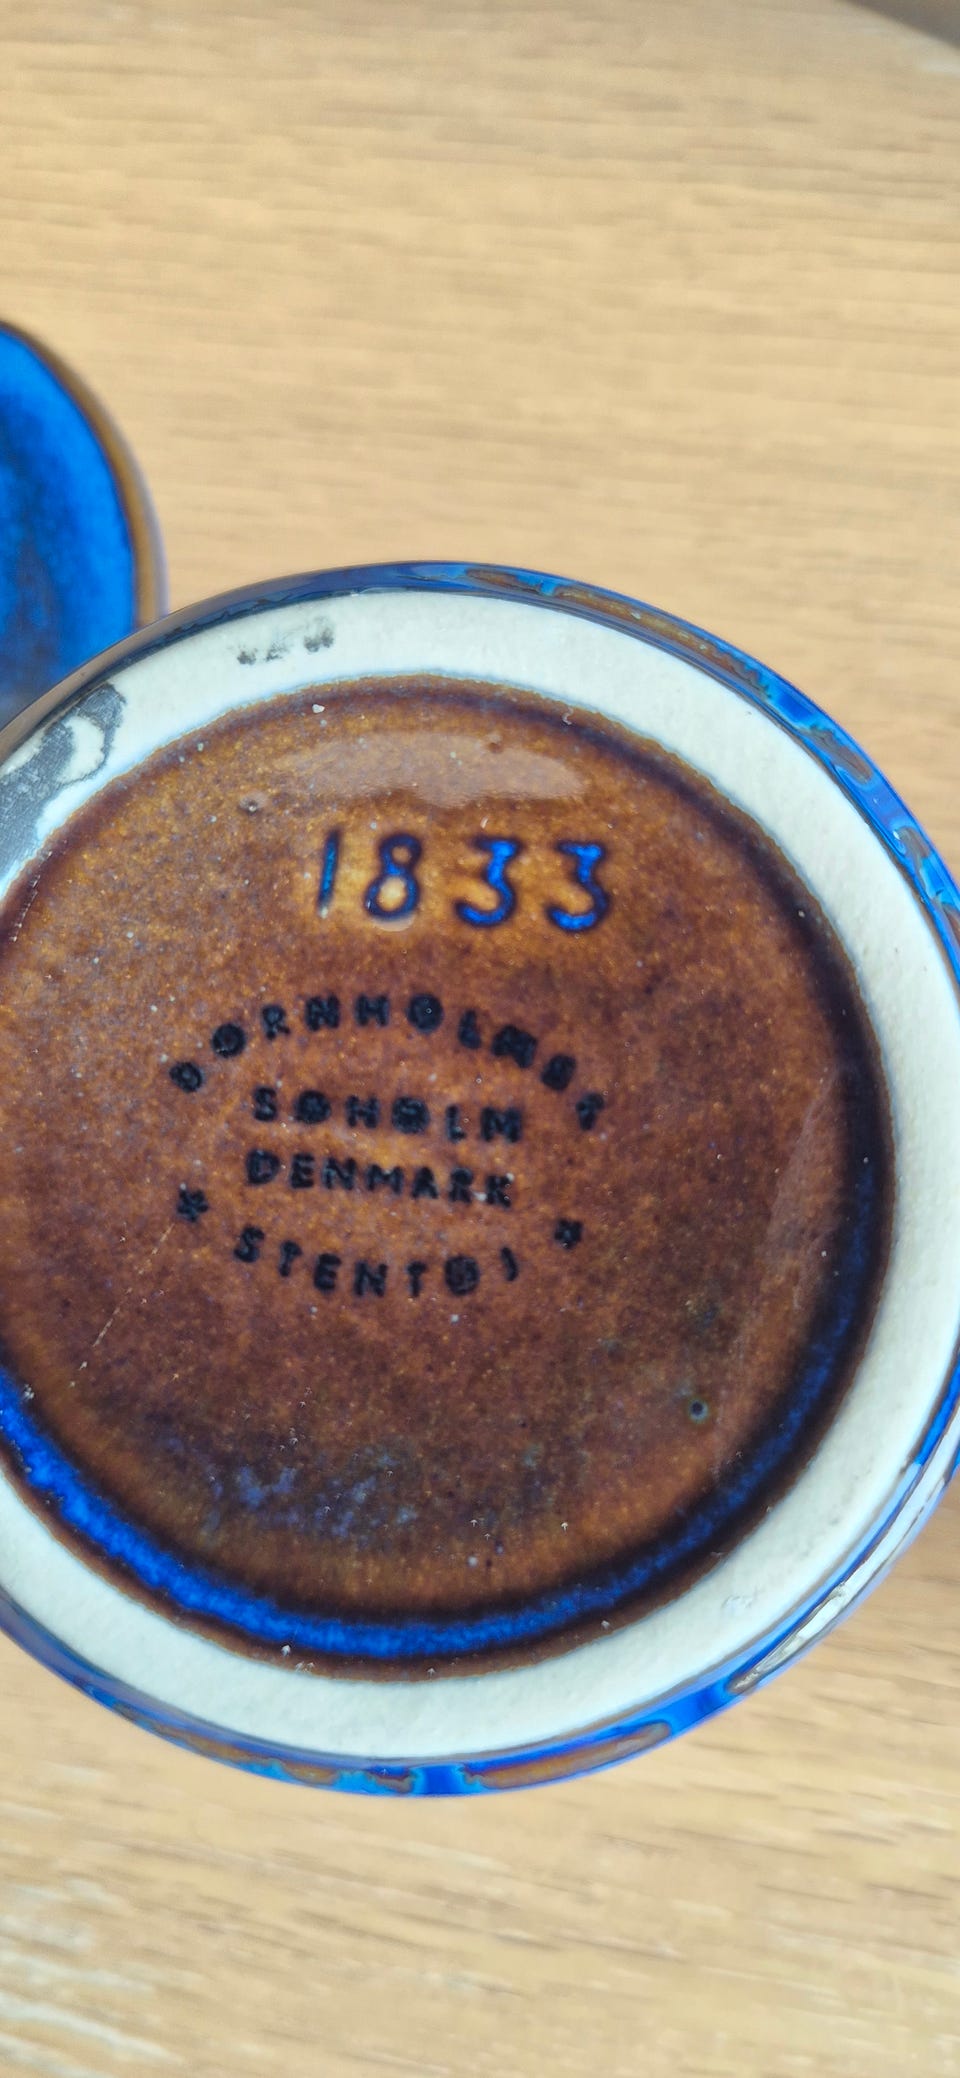 1833
BORNHOLMSK
SØHOLM
DENMARK
* STENTØJ *